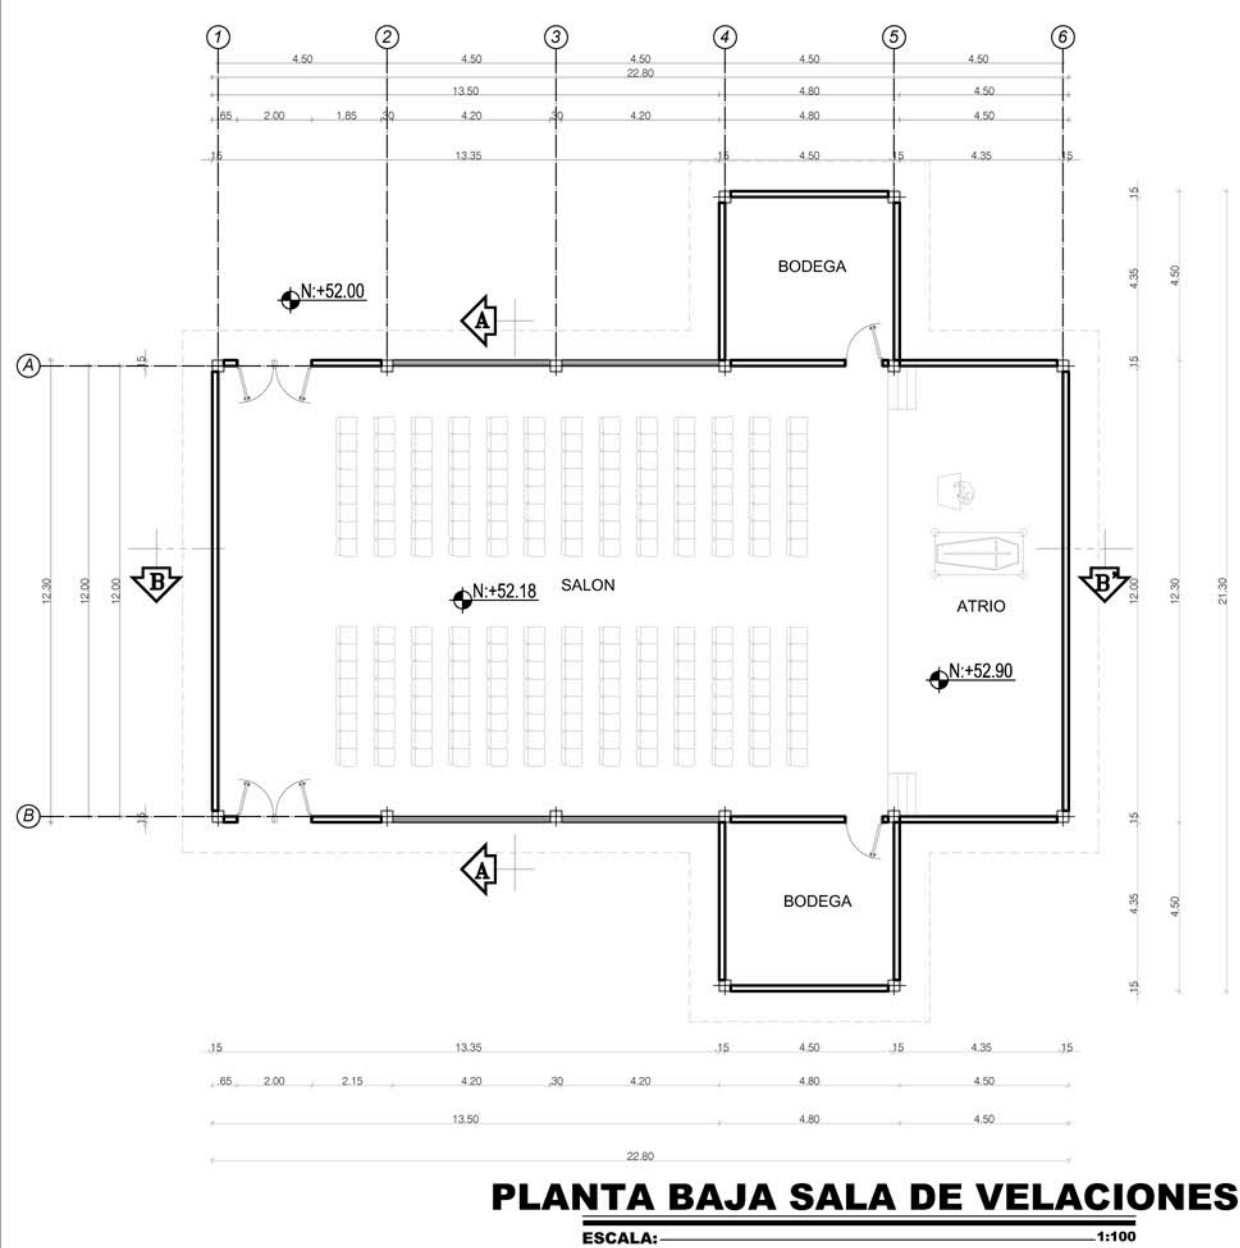 1 2 3 4 5 6
4.50 4.50 4.50 4.50 4.50
22.80
13.50 4.80 4.50
.65 2.00 1.85 .30 4.20 .30 4.20 4.80 4.50
.15 13.35 .15 4.50 .15 4.35 .15
.15
4.35
4.50
BODEGA
N:+52.00
A
A
.15
.15
12.30
12.00
12.00
B
N:+52.18
SALON
ATRIO
N:+52.90
B'
12.00
12.30
21.30
B
.15
.15
A
BODEGA
4.35
4.50
.15
.15 13.35 .15 4.50 .15 4.35 .15
.65 2.00 2.15 4.20 .30 4.20 4.80 4.50
13.50 4.80 4.50
22.80
PLANTA BAJA SALA DE VELACIONES
ESCALA: 1:100